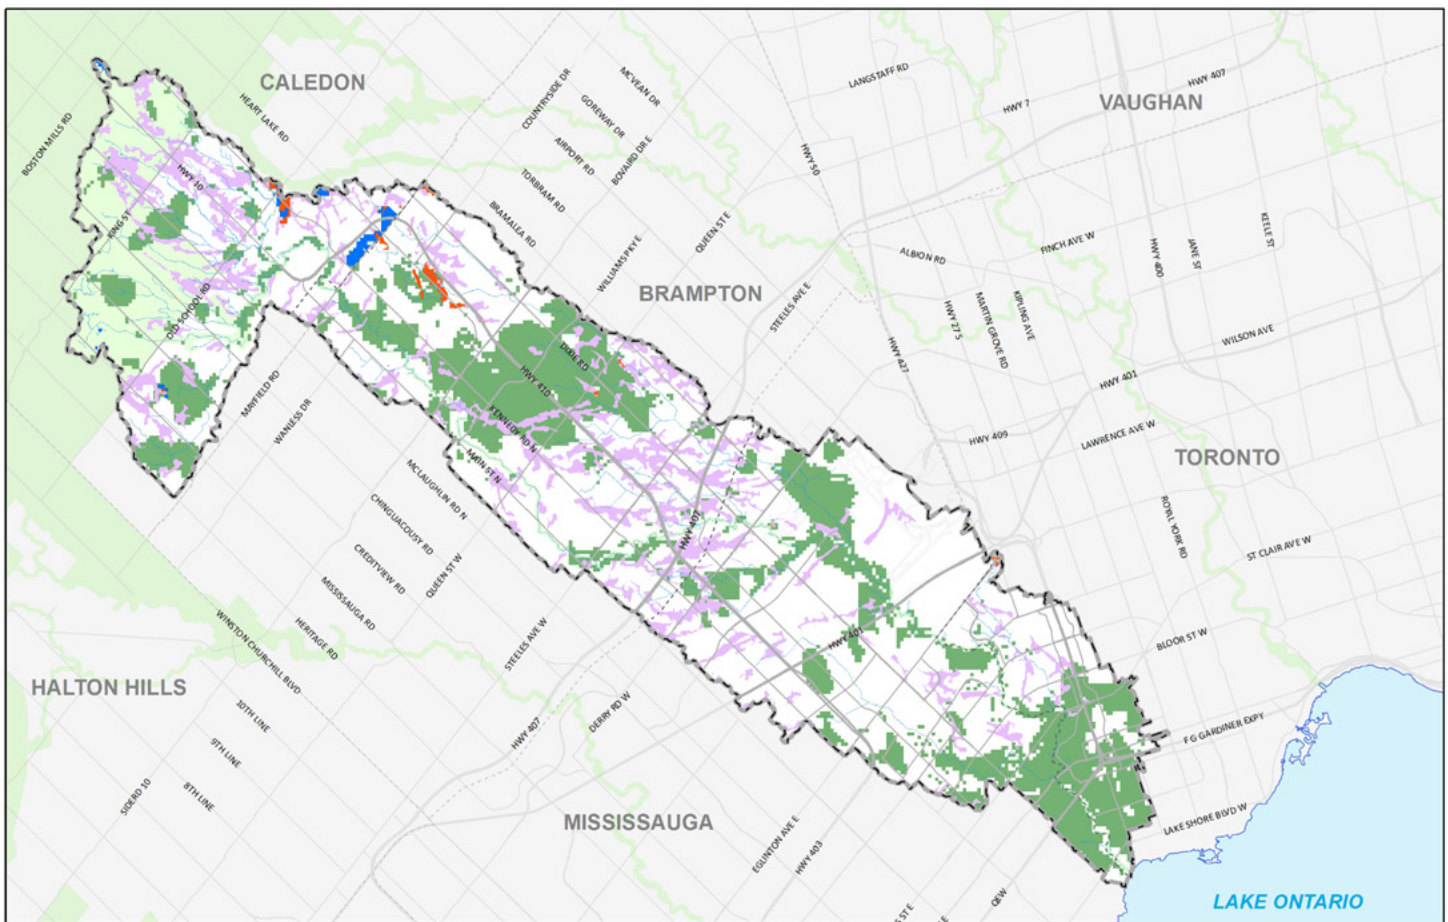 CALEDON
VAUGHAN
LANGSTAFF RD
HWY 407
HWY 7
MCVEAN DR
COUNTRYSIDE DR
GOREWAY DR
HEART LAKE RD
BOSTON MILLS RD
AIRPORT RD
BOVAIRD DR E
HWY 50
TORBRAM RD
HWY 10
BRAMALEA RD
KING ST
QUEEN ST E
KEELE ST
FINCH AVE W
ALBION RD
HWY 400
JANE ST
WILLIAMS PKY E
BRAMPTON
OLD SCHOOL RD
STEELES AVE E
KIPLING AVE
MARTIN GROVE RD
HWY 27 S
WILSON AVE
HWY 427
DIXIE RD
HWY 401
HWY 410
MAYFIELD RD
WANLESS DR
KENNEDY RD N
HWY 409
LAWRENCE AVE W
MAIN ST N
TORONTO
MCLAUGHLIN RD N
CHINGUACOUSY RD
HWY 407
ROYAL YORK RD
ST CLAIR AVE W
CREDITVIEW RD
QUEEN ST W
MISSISSAUGA RD
HERITAGE RD
WINSTON CHURCHILL BLVD
STEELES AVE W
HWY 401
BLOOR ST W
HALTON HILLS
10TH LINE
DERRY RD W
HWY 407
F G GARDINER EXPY
9TH LINE
8TH LINE
SIDERD 10
MISSISSAUGA
LAKE SHORE BLVD W
EGLINTON AVE E
HWY 403
QEW
LAKE ONTARIO
S ST E